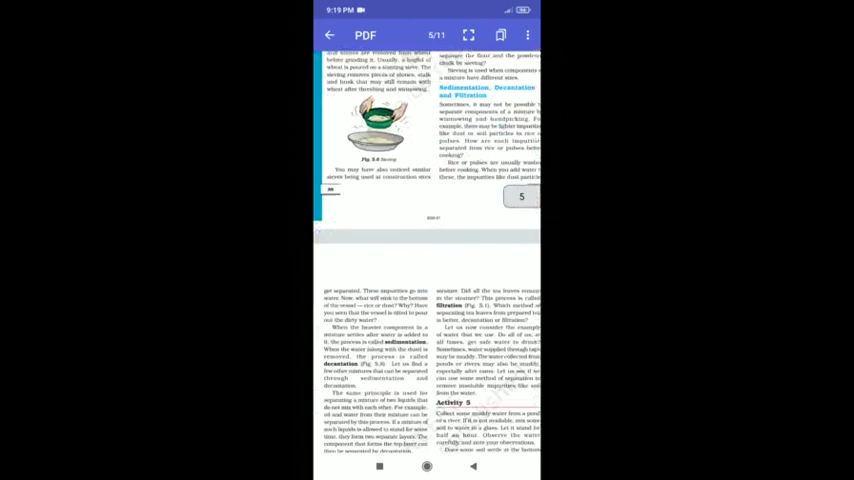 9:19 PM
PDF 5/11
and stones are removed from wheat
before grinding it. Usually, a bagful of
wheat is poured on a slanting sieve. The
sieving removes pieces of stones, stalk
and husk that may still remain with
wheat after threshing and winnowing.
Fig. 5.6 Sieving
You may have also noticed similar
sieves being used at construction sites
separate the flour and the powdered
chalk by sieving?
Sieving is used when components
a mixture have different sizes.
Sedimentation, Decantation
and Filtration
Sometimes, it may not be possible
separate components of a mixture
winnowing and handpicking.
example, there may be lighter impurities
like dust or soil particles in rice
pulses. How are such impurities
separated from rice or pulses before
cooking?
Rice or pulses are usually washed
before cooking. When you add water
these, the impurities like dust particles
5
get separated. These impurities go into
water. Now, what will sink to the bottom
of the vessel — rice or dust? Why? Have
you seen that the vessel is tilted to pour
out the dirty water?
When the heavier component in a
mixture settles after water is added to
it, the process is called sedimentation.
When the water (along with the dust) is
removed, the process is called
decantation (Fig. 5.8). Let us find a
few other mixtures that can be separated
through sedimentation and
decantation.
The same principle is used for
separating a mixture of two liquids that
do not mix with each other. For example,
oil and water from their mixture can be
separated by this process. If a mixture of
such liquids is allowed to stand for some
time, they form two separate layers. The
component that forms the top layer can
then be separated by decantation.
strainer. Did all the tea leaves remain
in the strainer? This process is called
filtration (Fig. 5.1). Which method of
separating tea leaves from prepared tea
is better, decantation or filtration?
Let us now consider the example
of water that we use. Do all of us, at
all times, get safe water to drink?
Sometimes, water supplied through taps
may be muddy. The water collected from
ponds or rivers may also be muddy,
especially after rains. Let us see if
can use some method of separation to
remove insoluble impurities like soil
from the water.
Activity 5
Collect some muddy water from a pond
or a river. If it is not available, mix some
soil to water in a glass. Let it stand for
half an hour. Observe the water
carefully and note your observations.
Does some soil settle at the bottom